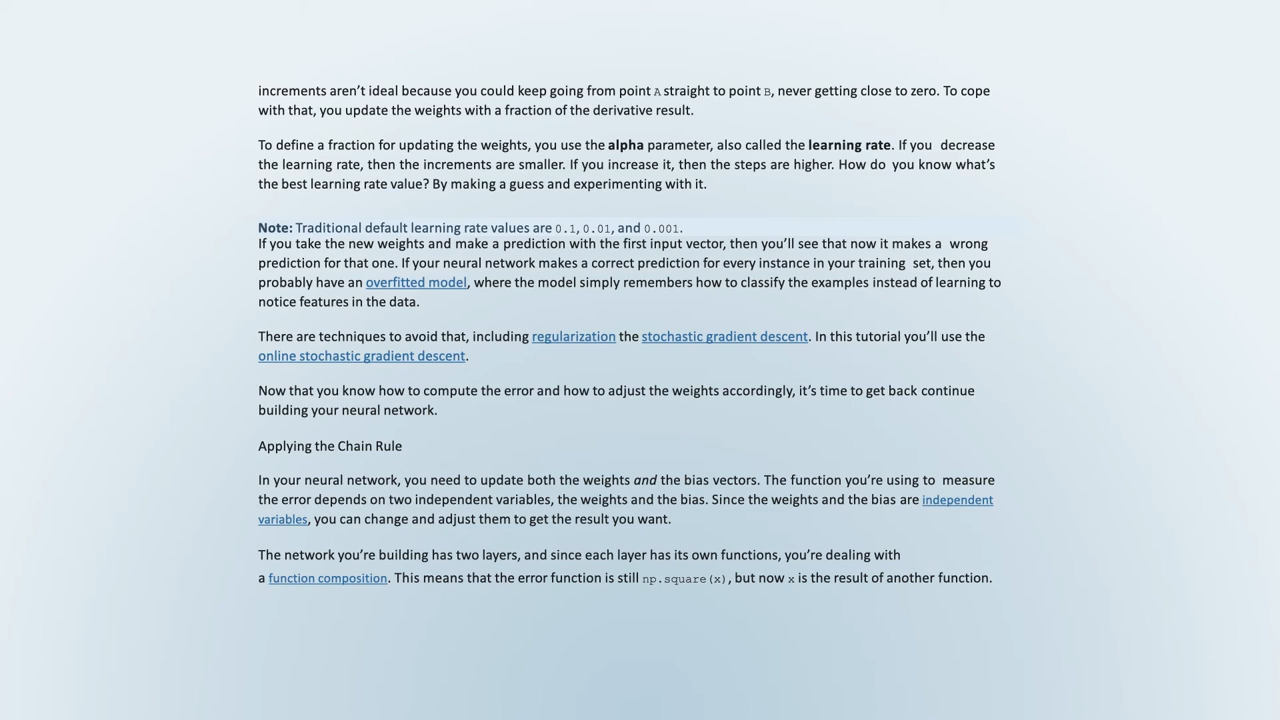 increments aren’t ideal because you could keep going from point A straight to point B, never getting close to zero. To cope
with that, you update the weights with a fraction of the derivative result.
To define a fraction for updating the weights, you use the alpha parameter, also called the learning rate. If you decrease
the learning rate, then the increments are smaller. If you increase it, then the steps are higher. How do you know what’s
the best learning rate value? By making a guess and experimenting with it.
Note: Traditional default learning rate values are 0.1, 0.01, and 0.001.
If you take the new weights and make a prediction with the first input vector, then you’ll see that now it makes a wrong
prediction for that one. If your neural network makes a correct prediction for every instance in your training set, then you
probably have an overfitted model, where the model simply remembers how to classify the examples instead of learning to
notice features in the data.
There are techniques to avoid that, including regularization the stochastic gradient descent. In this tutorial you’ll use the
online stochastic gradient descent.
Now that you know how to compute the error and how to adjust the weights accordingly, it’s time to get back continue
building your neural network.
Applying the Chain Rule
In your neural network, you need to update both the weights and the bias vectors. The function you’re using to measure
the error depends on two independent variables, the weights and the bias. Since the weights and the bias are independent
variables, you can change and adjust them to get the result you want.
The network you’re building has two layers, and since each layer has its own functions, you’re dealing with
a function composition. This means that the error function is still np.square(x), but now x is the result of another function.